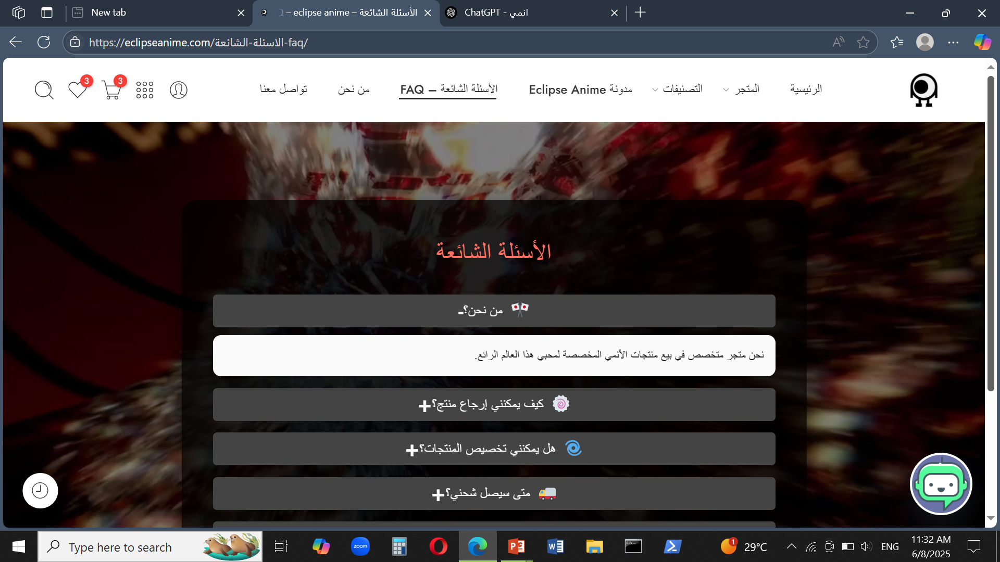 New tab
الأسئلة الشائعة – eclipse anime –
ChatGPT - انمي
https://eclipseanime.com/الاسئلة-الشائعة-faq/
3
3
الرئيسية
المتجر
التصنيفات
مدونة Eclipse Anime
الأسئلة الشائعة – FAQ
من نحن
تواصل معنا
الأسئلة الشائعة
من نحن؟-
نحن متجر متخصص في بيع منتجات الأنمي المخصصة لمحبي هذا العالم الرائع.
كيف يمكنني إرجاع منتج؟+
هل يمكنني تخصيص المنتجات؟+
متى سيصل شحني؟+
Type here to search
zoom
1
29°C
ENG
11:32 AM
6/8/2025